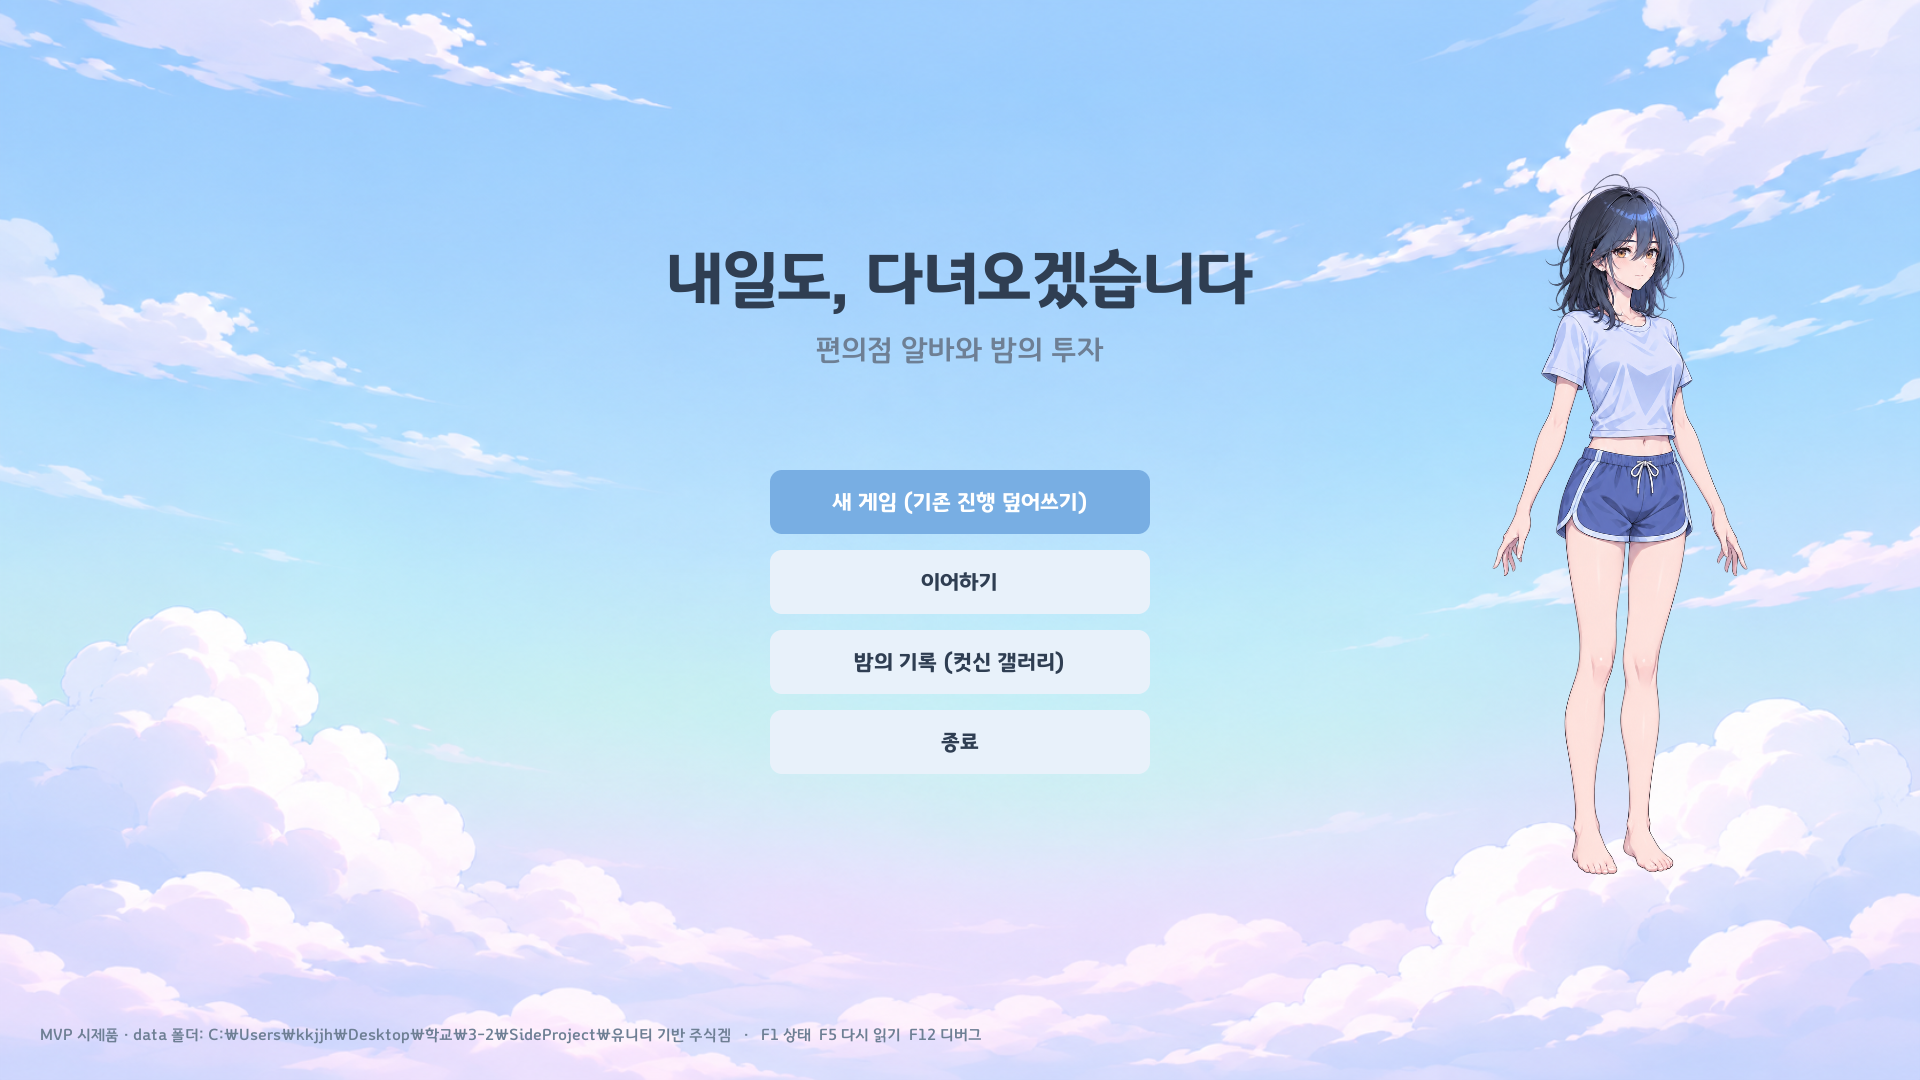 내일도, 다녀오겠습니다
편의점 알바와 밤의 투자
새 게임 (기존 진행 덮어쓰기)
이어하기
밤의 기록 (컷신 갤러리)
종료
MVP 시제품 · data 폴더: C:₩Users₩kkjjh₩Desktop₩학교₩3-2₩SideProject₩유니티 기반 주식겜 · F1 상태 F5 다시 읽기 F12 디버그